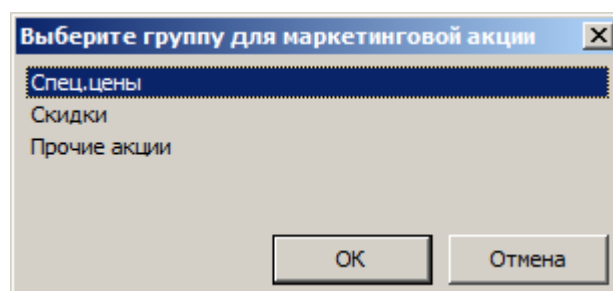 Выберите группу для маркетинговой акции
Спец.цены
Скидки
Прочие акции
ОК Отмена